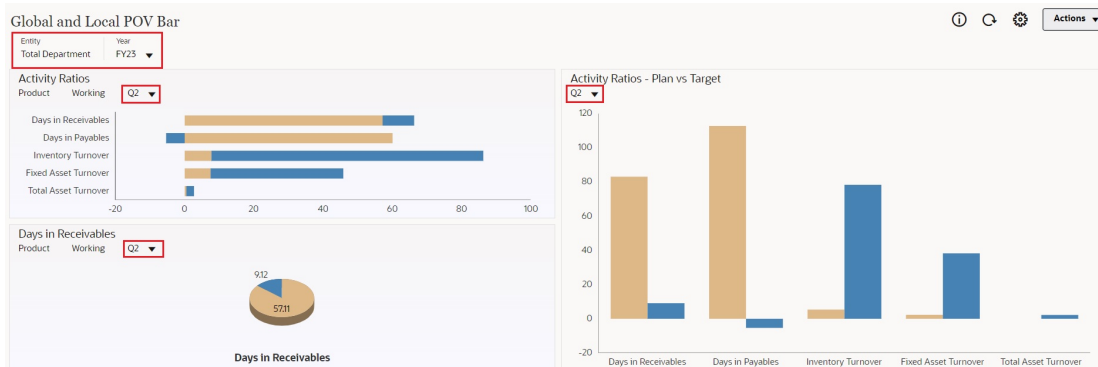 Global and Local POV Bar
Actions
Entity Year
Total Department FY23
Activity Ratios
Product Working Q2
Days in Receivables
Days in Payables
Inventory Turnover
Fixed Asset Turnover
Total Asset Turnover
-20 0 20 40 60 80 100
Days in Receivables
Product Working Q2
9.12
57.11
Days in Receivables
Activity Ratios - Plan vs Target
Q2
120
100
80
60
40
20
0
-20
Days in Receivables Days in Payables Inventory Turnover Fixed Asset Turnover Total Asset Turnover